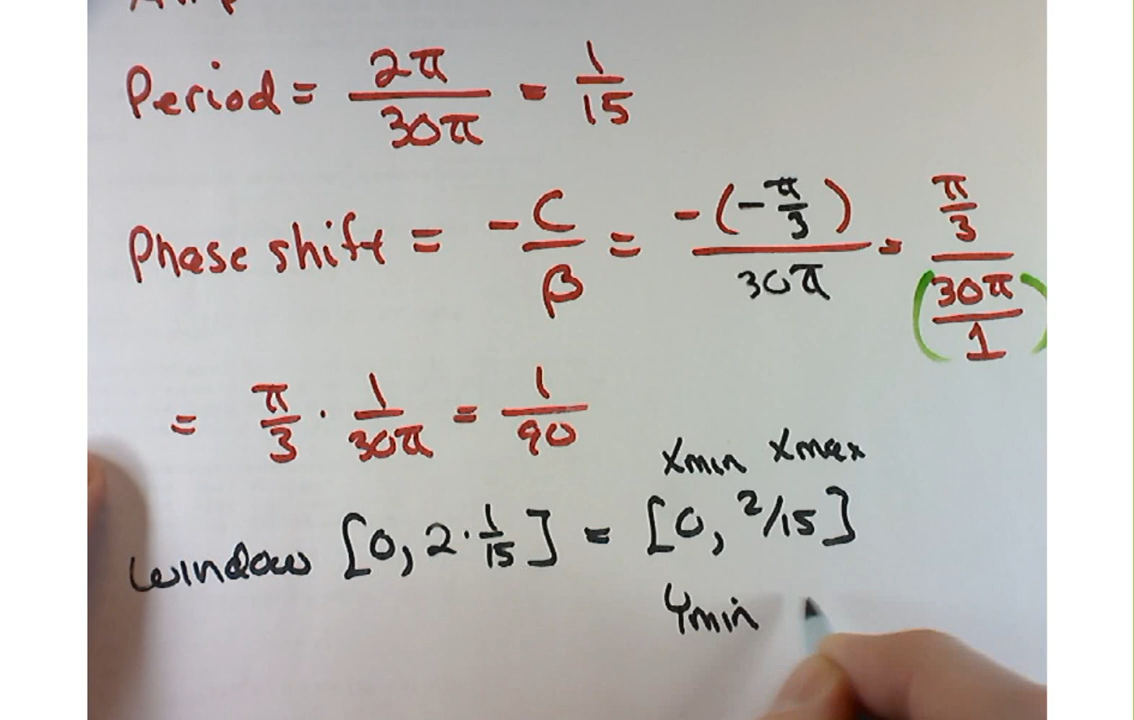 Period = 2π/30π = 1/15
Phase shift = -C/B = -(-π/3)/30π = π/3/(30π/1)
= π/3 · 1/30π = 1/90
Xmin Xmax
Window [0, 2·1/15] = [0, 2/15]
Ymin